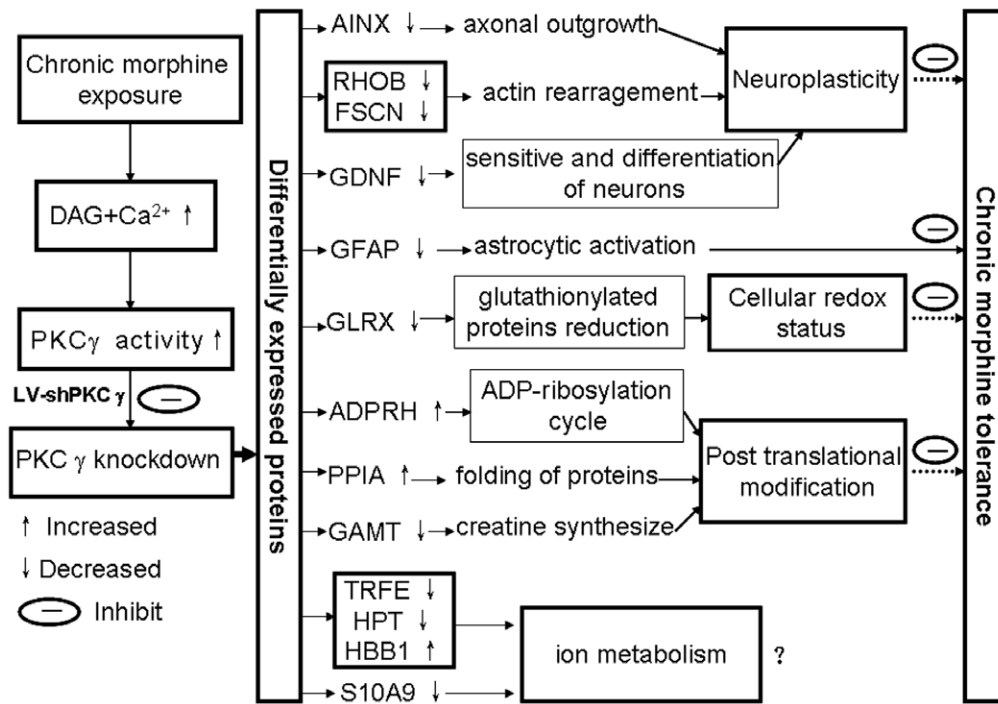 Chronic morphine
exposure
DAG+Ca²⁺ ↑
PKCγ activity ↑
LV-shPKC γ
PKC γ knockdown
↑ Increased
↓ Decreased
Inhibit
Differentially expressed proteins
AINX ↓
axonal outgrowth
RHOB ↓
FSCN ↓
actin rearragement
GDNF ↓
sensitive and differentiation
of neurons
Neuroplasticity
GFAP ↓
astrocytic activation
GLRX ↓
glutathionylated
proteins reduction
Cellular redox
status
ADPRH ↑
ADP-ribosylation
cycle
PPIA ↑
folding of proteins
GAMT ↓
creatine synthesize
Post translational
modification
TRFE ↓
HPT ↓
HBB1 ↑
S10A9 ↓
ion metabolism
?
Chronic morphine tolerance